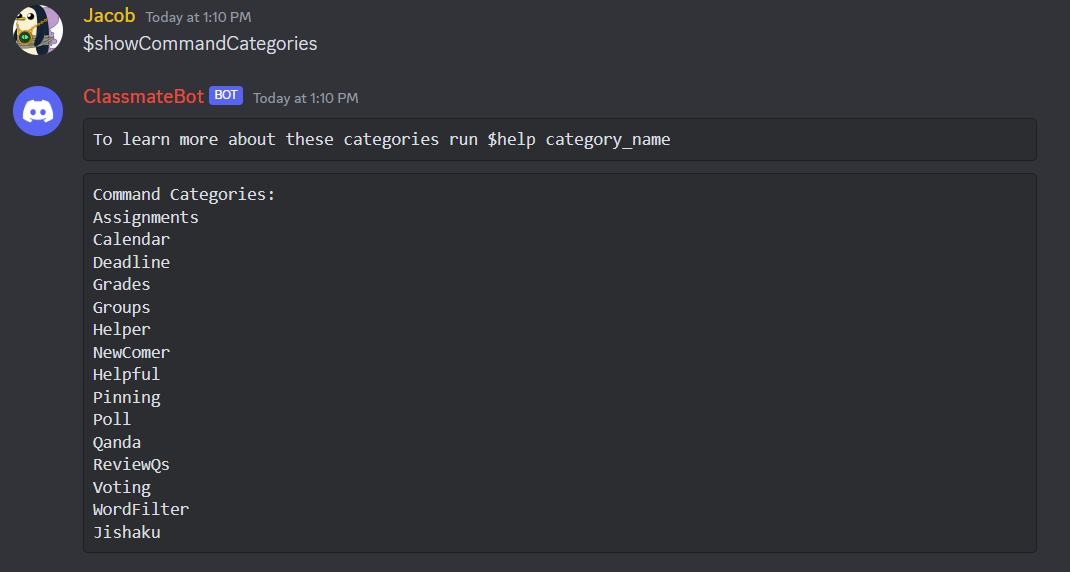 Jacob Today at 1:10 PM
$showCommandCategories
ClassmateBot BOT Today at 1:10 PM
To learn more about these categories run $help category_name
Command Categories:
Assignments
Calendar
Deadline
Grades
Groups
Helper
NewComer
Helpful
Pinning
Poll
Qanda
ReviewQs
Voting
WordFilter
Jishaku